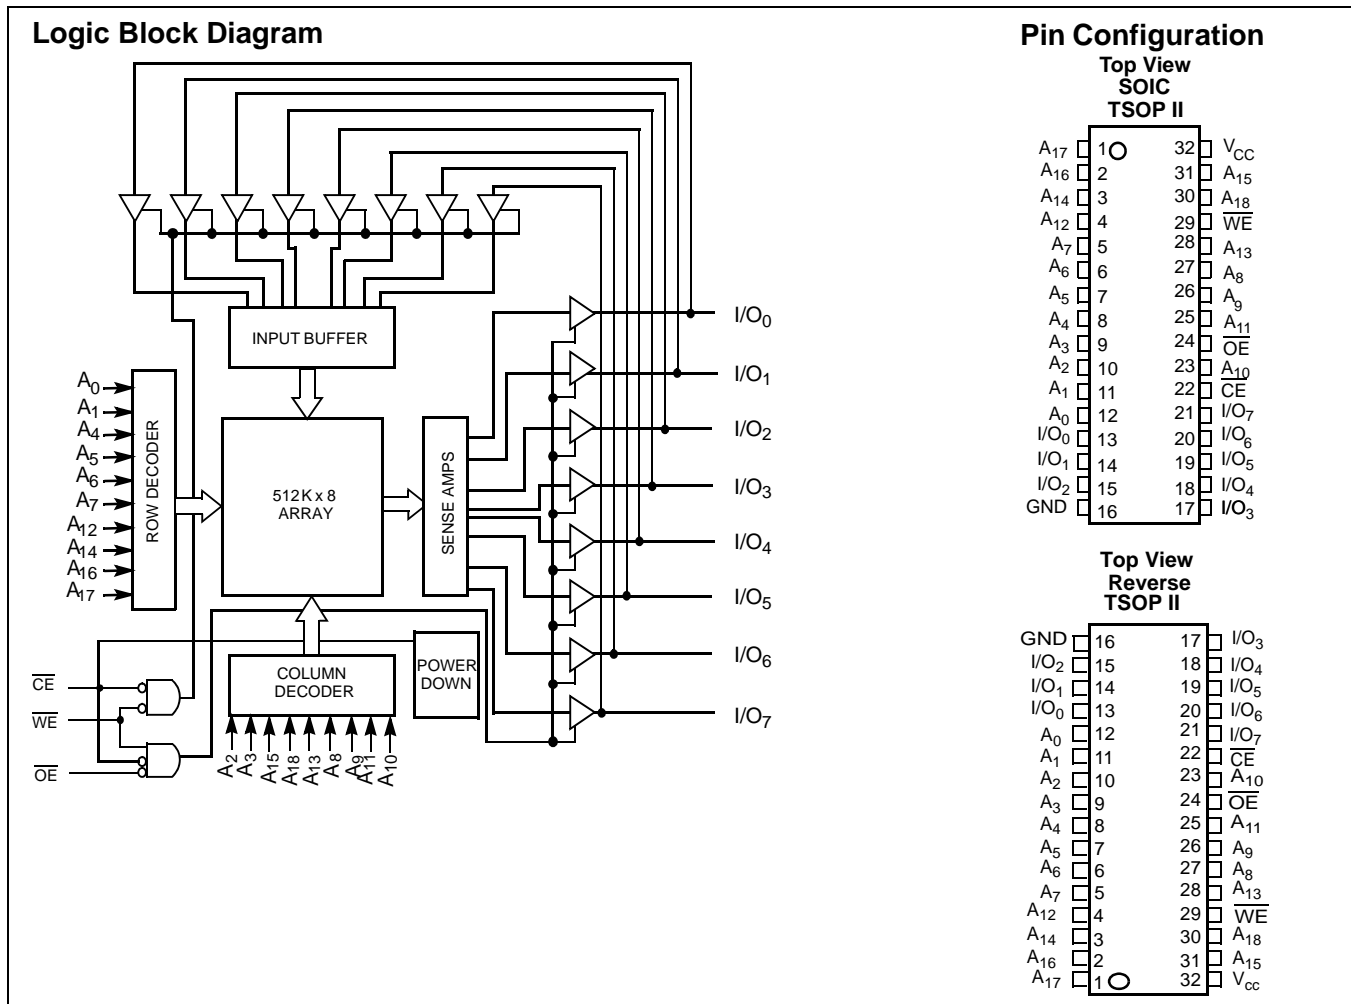 Logic Block Diagram
INPUT BUFFER
A0
A1
A4
A5
A6
A7
A12
A14
A16
A17
ROW DECODER
512K x 8
ARRAY
SENSE AMPS
I/O0
I/O1
I/O2
I/O3
I/O4
I/O5
I/O6
I/O7
CE
WE
OE
COLUMN
DECODER
POWER
DOWN
A2
A3
A15
A18
A13
A8
A9
A11
A10
Pin Configuration
Top View
SOIC
TSOP II
A17 1 32 VCC
A16 2 31 A15
A14 3 30 A18
A12 4 29 WE
A7 5 28 A13
A6 6 27 A8
A5 7 26 A9
A4 8 25 A11
A3 9 24 OE
A2 10 23 A10
A1 11 22 CE
A0 12 21 I/O7
I/O0 13 20 I/O6
I/O1 14 19 I/O5
I/O2 15 18 I/O4
GND 16 17 I/O3
Top View
Reverse
TSOP II
GND 16 17 I/O3
I/O2 15 18 I/O4
I/O1 14 19 I/O5
I/O0 13 20 I/O6
A0 12 21 I/O7
A1 11 22 CE
A2 10 23 A10
A3 9 24 OE
A4 8 25 A11
A5 7 26 A9
A6 6 27 A8
A7 5 28 A13
A12 4 29 WE
A14 3 30 A18
A16 2 31 A15
A17 1 32 Vcc